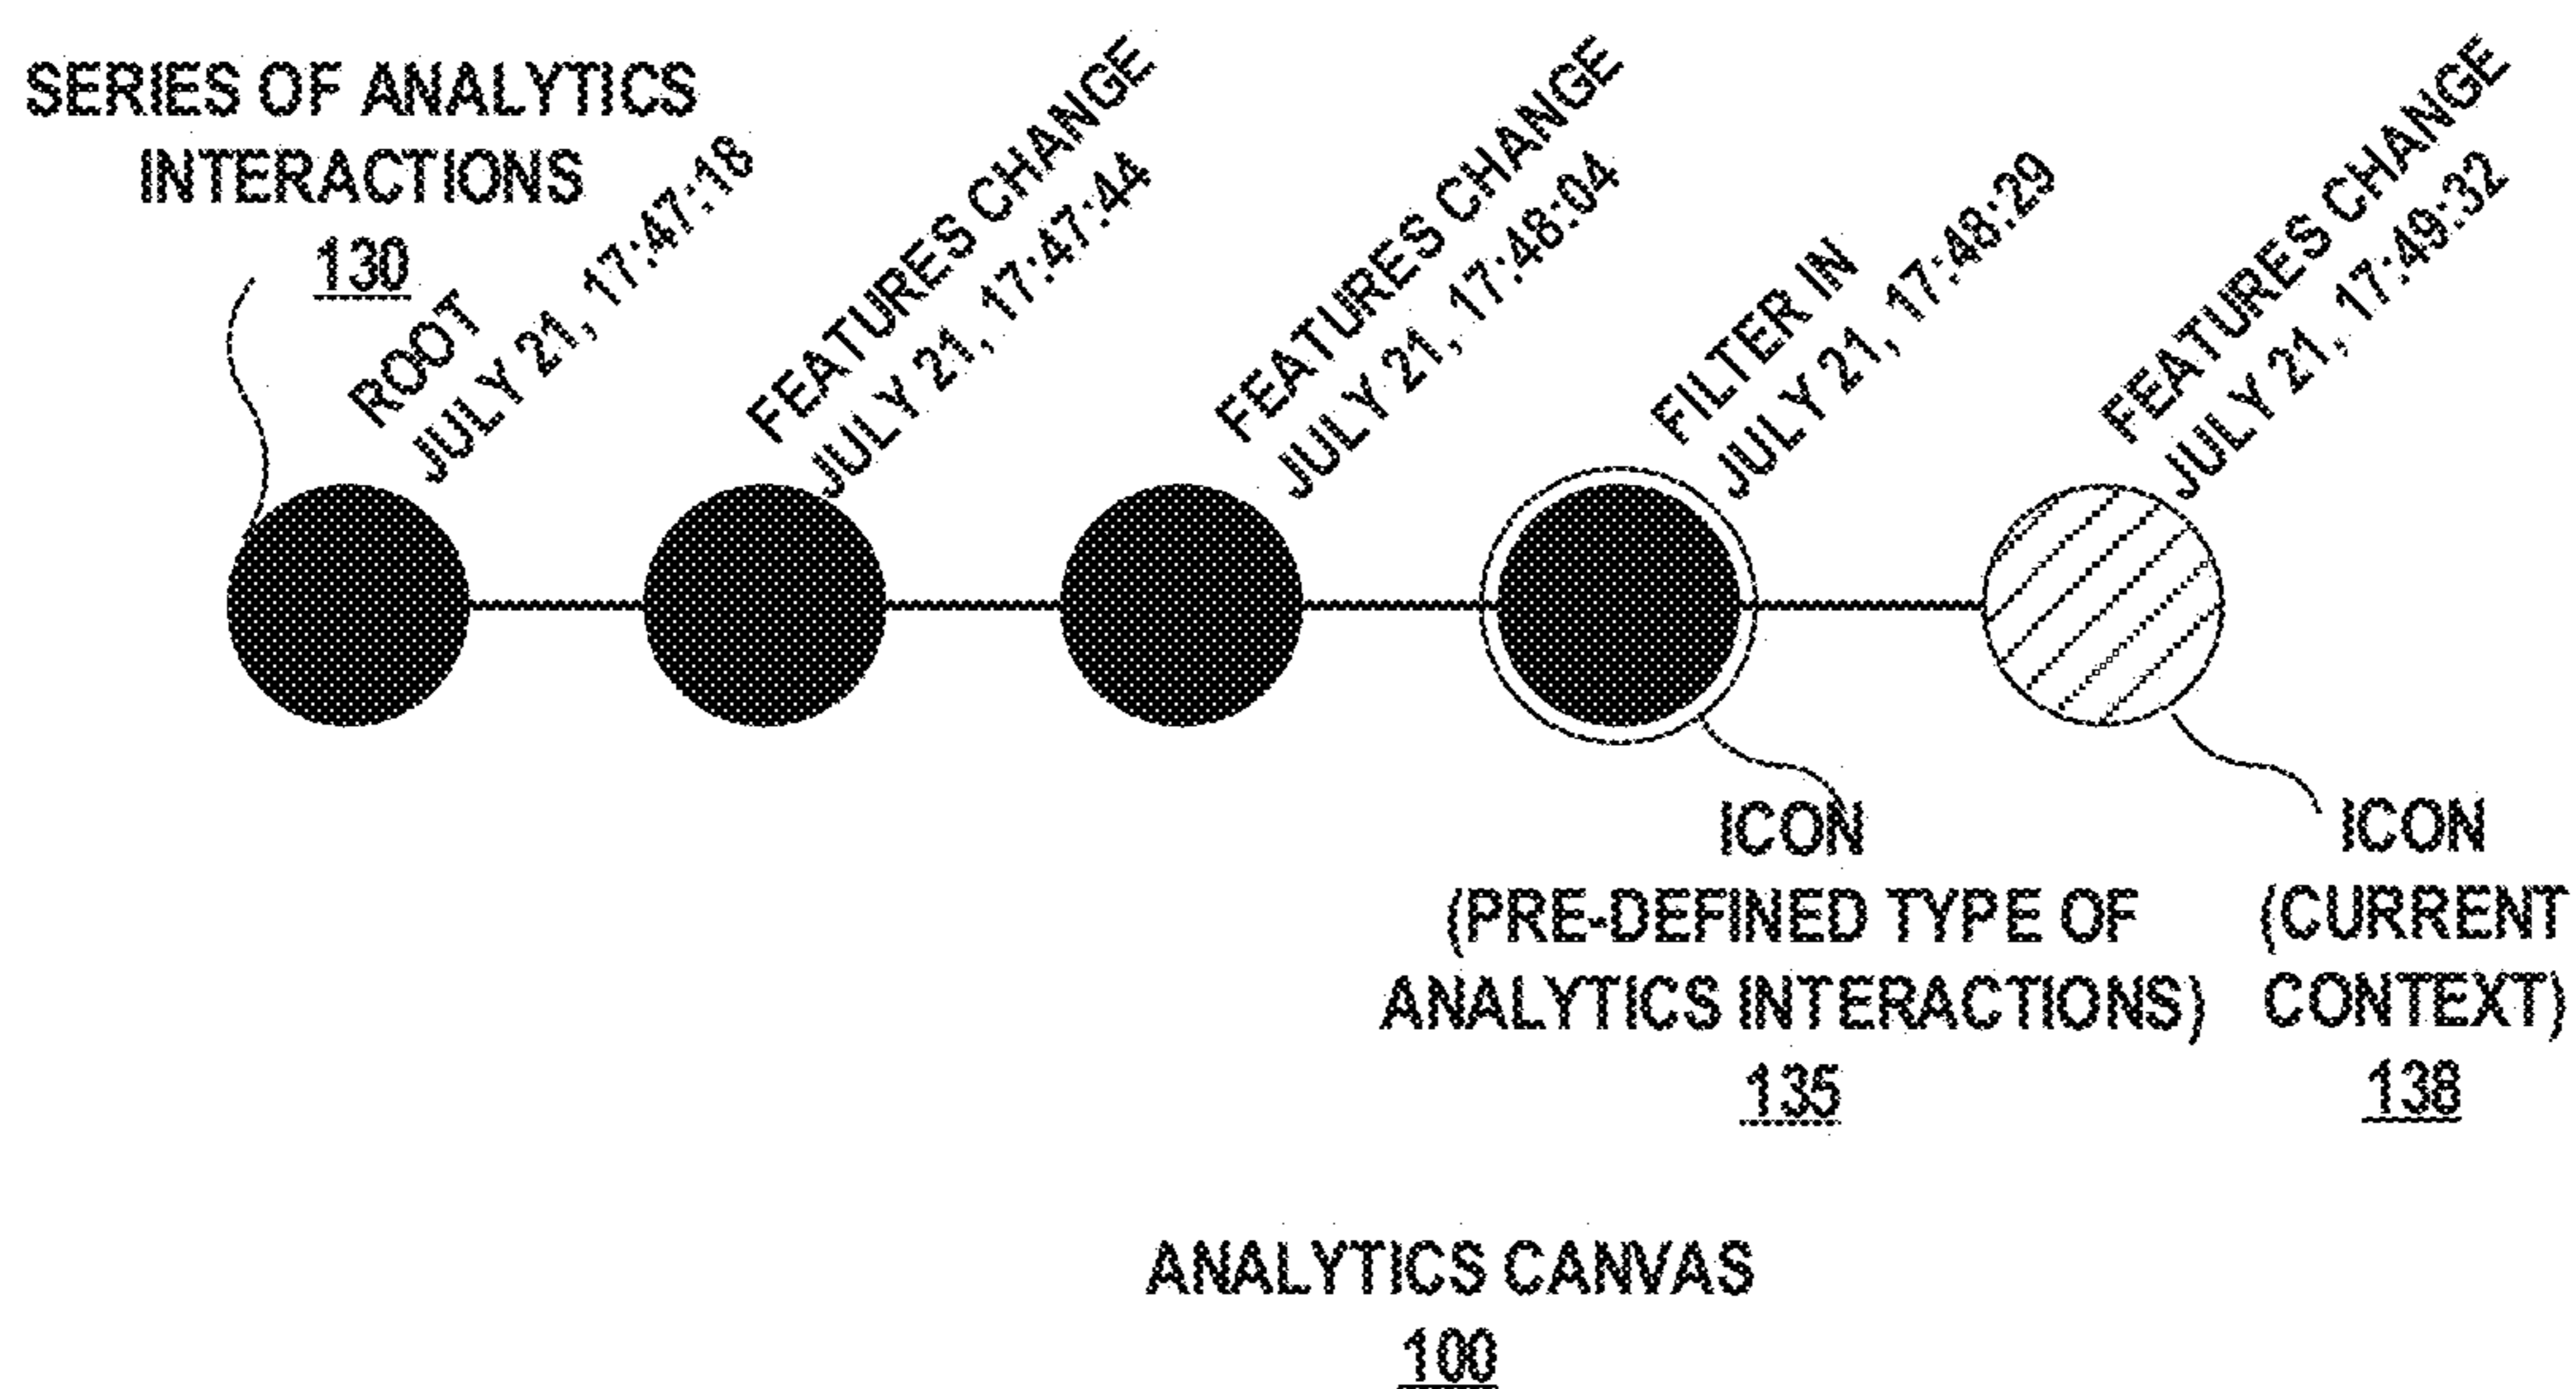 SERIES OF ANALYTICS
INTERACTIONS
130
ROOT
JULY 21, 17:47:18
FEATURES CHANGE
JULY 21, 17:47:44
FEATURES CHANGE
JULY 21, 17:48:04
FILTER IN
JULY 21, 17:48:29
FEATURES CHANGE
JULY 21, 17:49:32
ICON
(PRE-DEFINED TYPE OF
ANALYTICS INTERACTIONS)
135
ICON
(CURRENT
CONTEXT)
138
ANALYTICS CANVAS
100